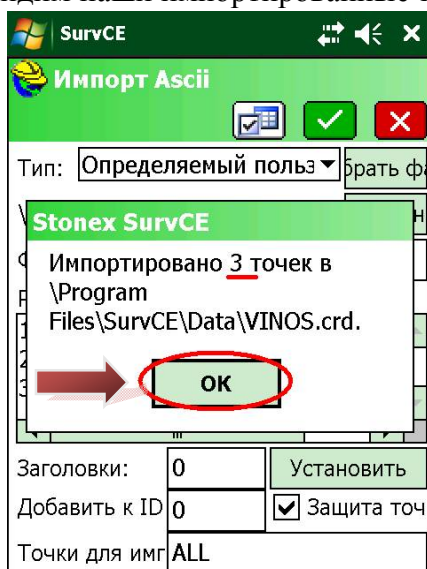 SurvCE
Импорт Ascii
Тип: Определяемый польз
Stonex SurvCE
Импортировано 3 точек в
\Program
Files\SurvCE\Data\VINOS.crd.
OK
Заголовки: 0 Установить
Добавить к ID 0 Защита точ
Точки для имг ALL